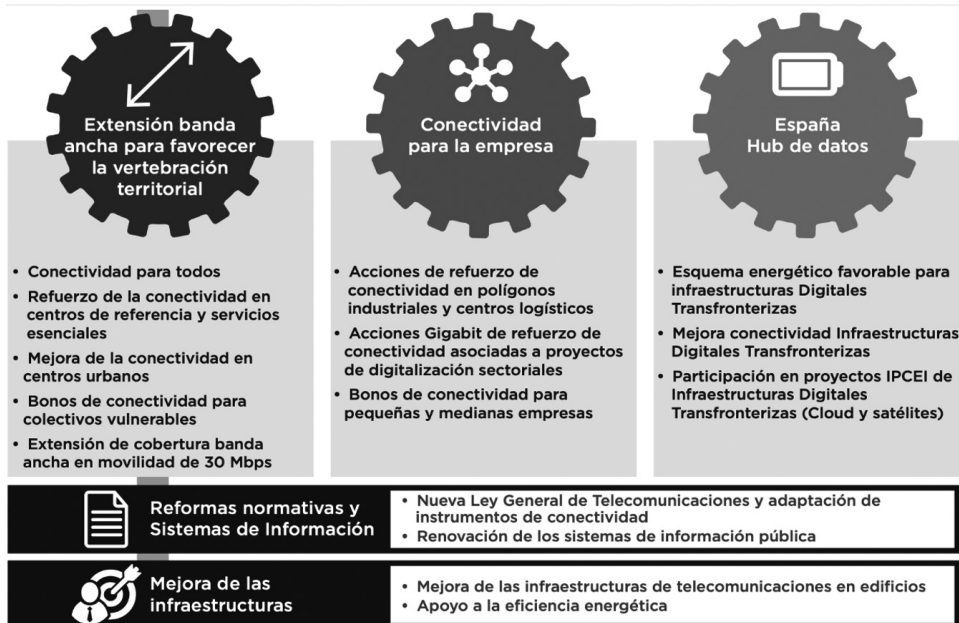 Extensión banda
ancha para favorecer
la vertebración
territorial
• Conectividad para todos
• Refuerzo de la conectividad en
centros de referencia y servicios
esenciales
• Mejora de la conectividad en
centros urbanos
• Bonos de conectividad para
colectivos vulnerables
• Extensión de cobertura banda
ancha en movilidad de 30 Mbps
Conectividad
para la empresa
• Acciones de refuerzo de
conectividad en polígonos
industriales y centros logísticos
• Acciones Gigabit de refuerzo de
conectividad asociadas a proyectos
de digitalización sectoriales
• Bonos de conectividad para
pequeñas y medianas empresas
España
Hub de datos
• Esquema energético favorable para
infraestructuras Digitales
Transfronterizas
• Mejora conectividad Infraestructuras
Digitales Transfronterizas
• Participación en proyectos IPCEI de
Infraestructuras Digitales
Transfronterizas (Cloud y satélites)
Reformas normativas y
Sistemas de Información
• Nueva Ley General de Telecomunicaciones y adaptación de
instrumentos de conectividad
• Renovación de los sistemas de información pública
Mejora de las
infraestructuras
• Mejora de las infraestructuras de telecomunicaciones en edificios
• Apoyo a la eficiencia energética